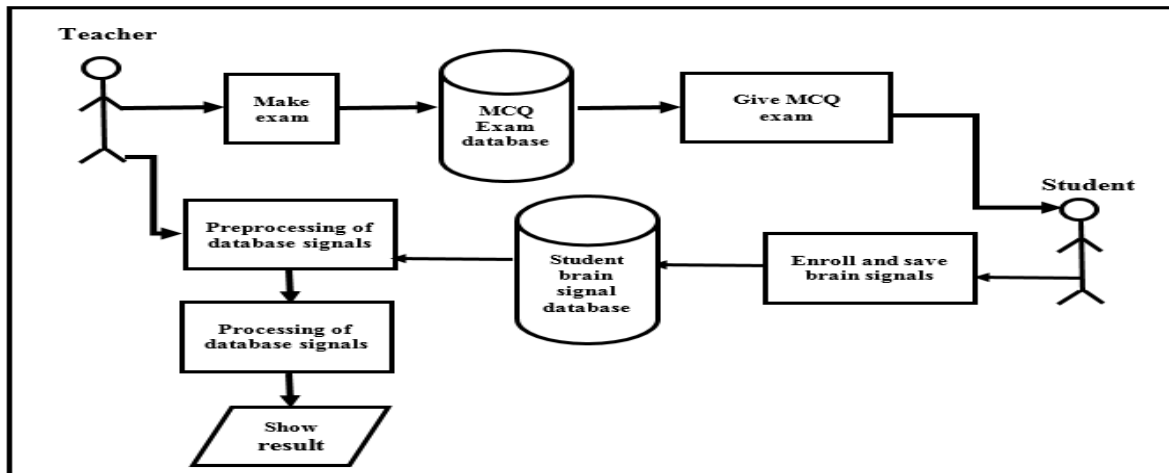 Teacher
Make
exam
MCQ
Exam
database
Give MCQ
exam
Student
Preprocessing of
database signals
Student
brain
signal
database
Enroll and save
brain signals
Processing of
database signals
Show
result